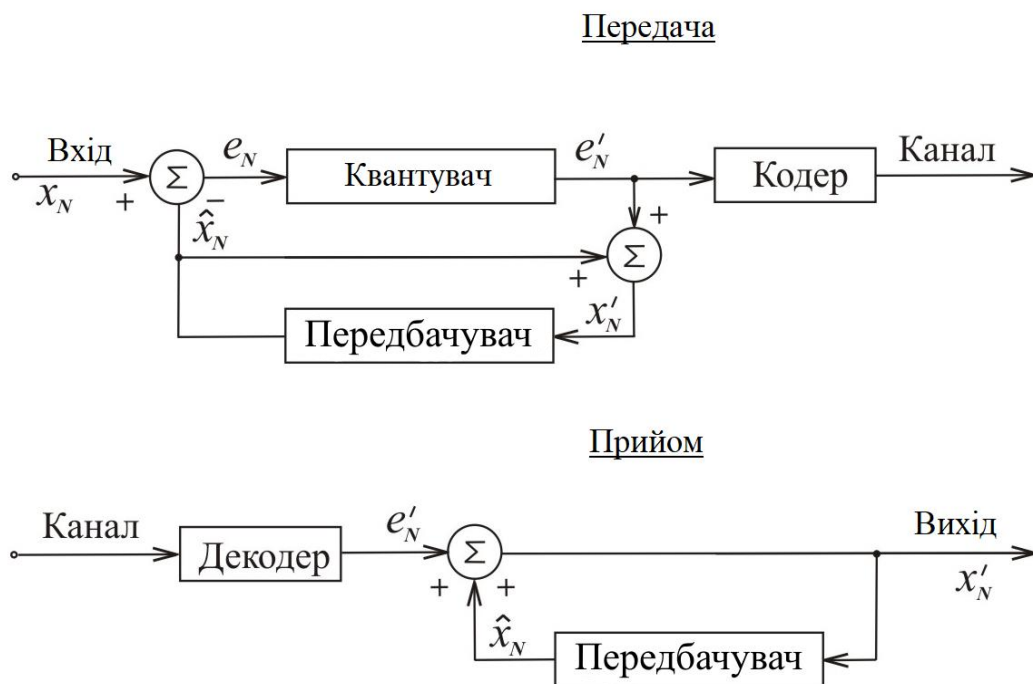 Передача
Вхід
x_N
+
Σ
−
e_N
Квантувач
e′_N
Кодер
Канал
x̂_N
+
+
Σ
Передбачувач
x′_N
Прийом
Канал
Декодер
e′_N
+
Σ
+
Вихід
x′_N
x̂_N
Передбачувач